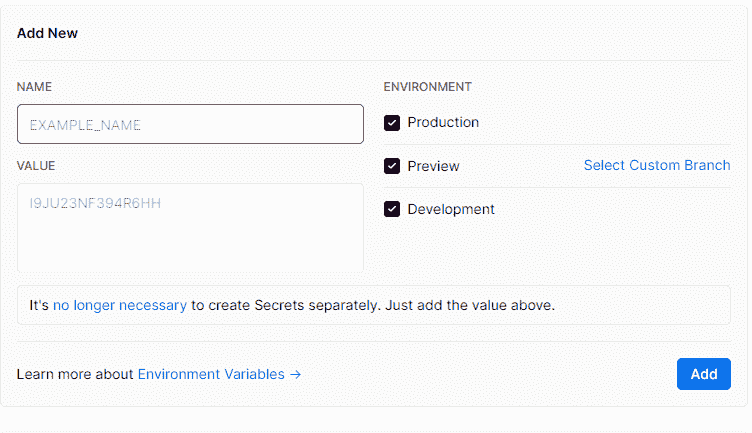 Add New
NAME
EXAMPLE_NAME
VALUE
I9JU23NF394R6HH
ENVIRONMENT
Production
Preview
Select Custom Branch
Development
It's no longer necessary to create Secrets separately. Just add the value above.
Learn more about Environment Variables →
Add